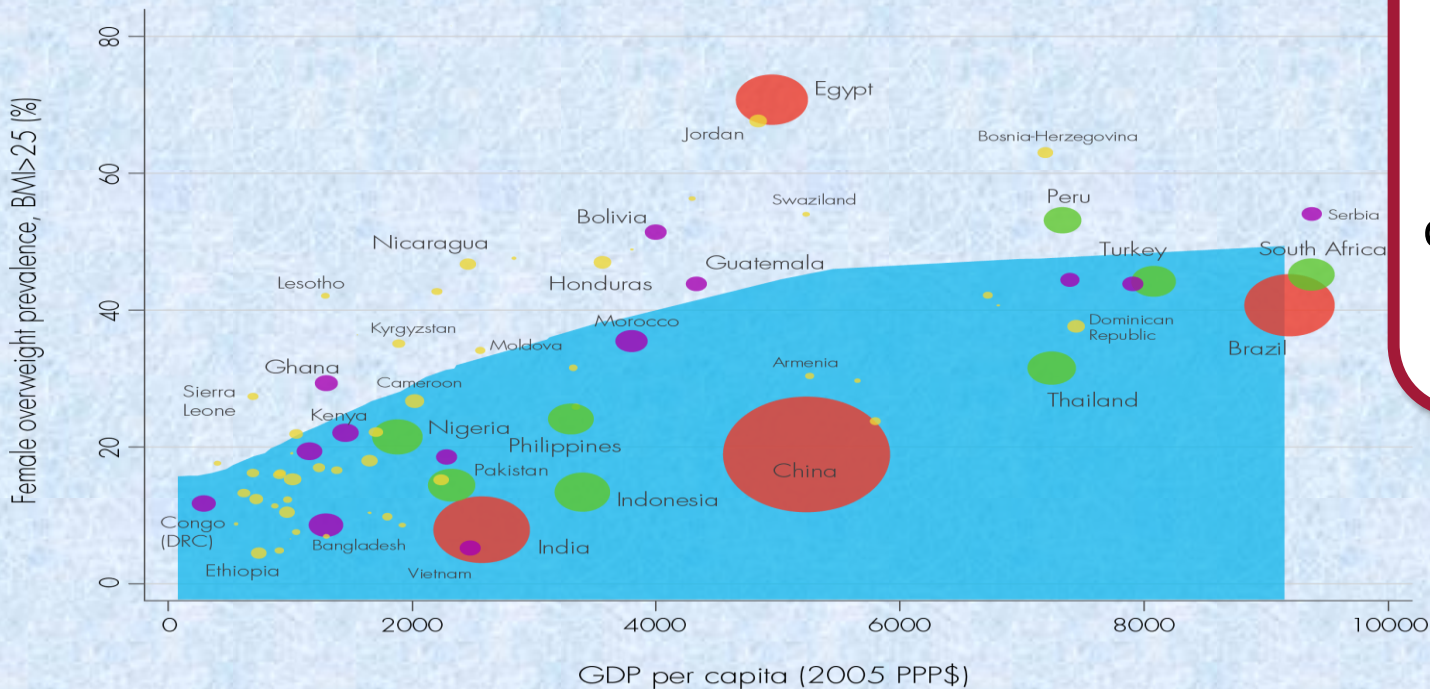 80
Egypt
Jordan
Bosnia-Herzegovina
60
Swaziland
Peru
Bolivia
Serbia
Nicaragua
Turkey
South Africa
Guatemala
Lesotho
Honduras
40
Kyrgyzstan
Morocco
Dominican
Republic
Moldova
Brazil
Ghana
Armenia
Cameroon
Sierra
Leone
Thailand
Kenya
Nigeria
20
Philippines
Pakistan
China
Indonesia
Congo
(DRC)
Bangladesh
India
Ethiopia
Vietnam
0
0 2000 4000 6000 8000 10000
GDP per capita (2005 PPP$)
Female overweight prevalence, BMI>25 (%)